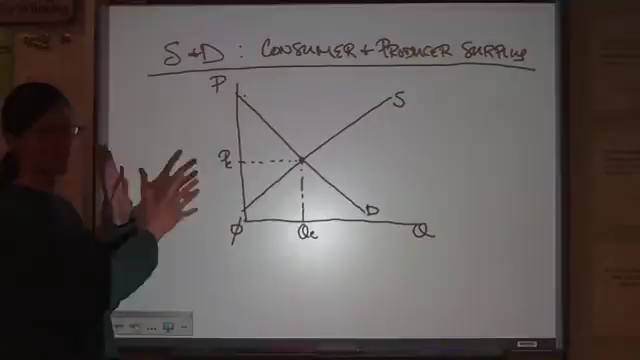 S + D : CONSUMER + PRODUCER SURPLUS
P
S
Pe
D
Ø Qe Q